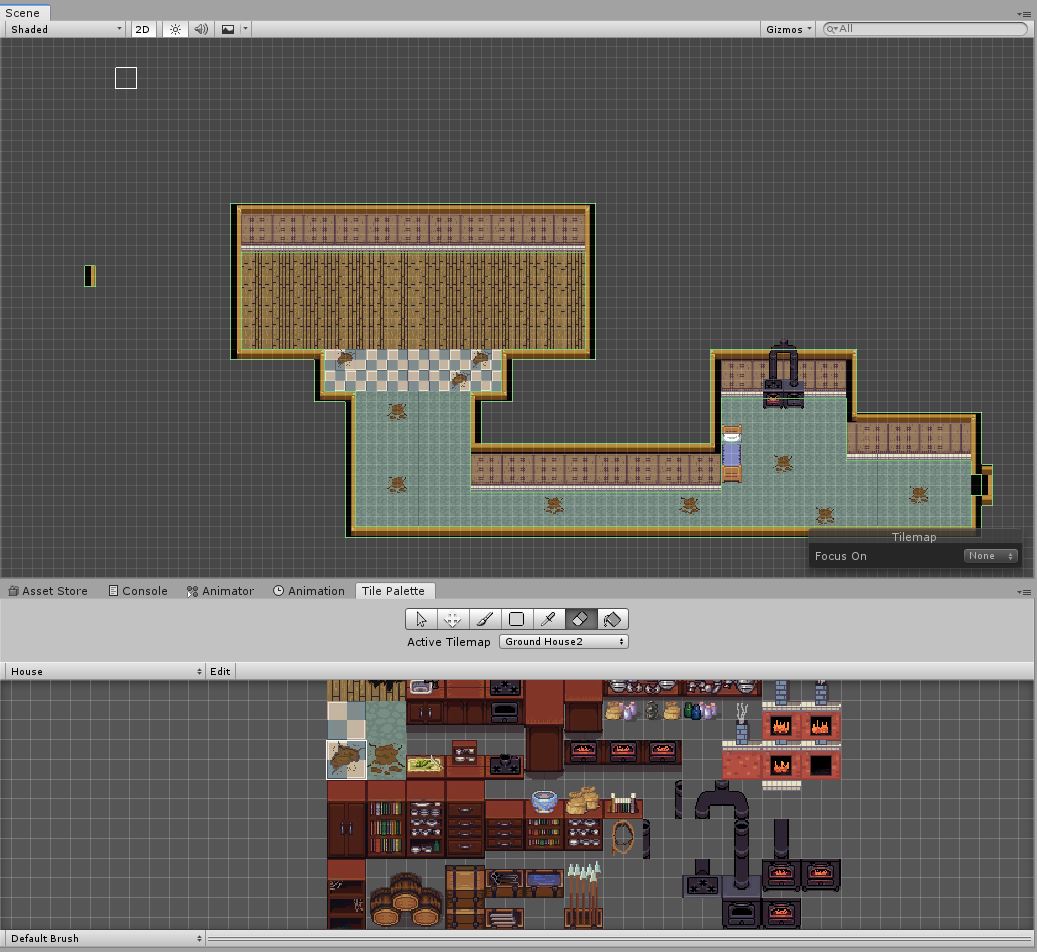 Scene
Shaded 2D Gizmos All
Tilemap
Focus On None
Asset Store Console Animator Animation Tile Palette
Active Tilemap Ground House2
House Edit
Default Brush